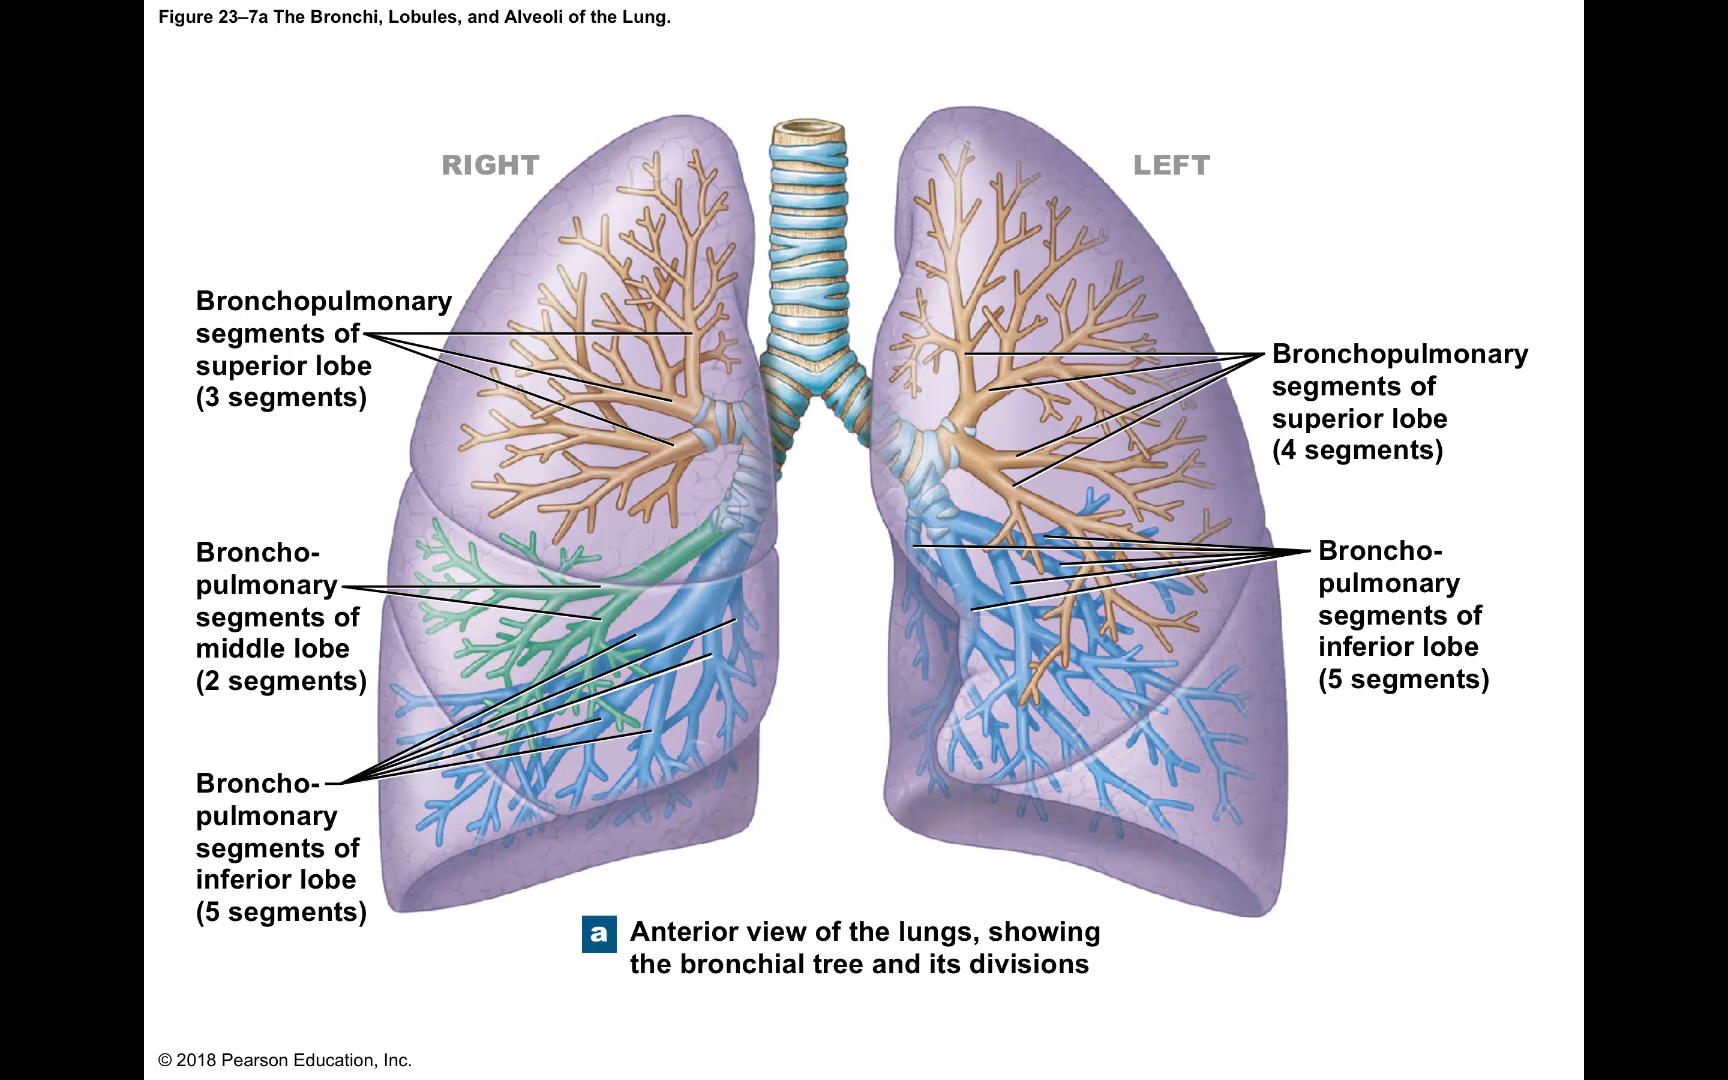 Figure 23–7a The Bronchi, Lobules, and Alveoli of the Lung.
RIGHT
LEFT
Bronchopulmonary
segments of
superior lobe
(3 segments)
Broncho-
pulmonary
segments of
middle lobe
(2 segments)
Broncho-
pulmonary
segments of
inferior lobe
(5 segments)
Bronchopulmonary
segments of
superior lobe
(4 segments)
Broncho-
pulmonary
segments of
inferior lobe
(5 segments)
a Anterior view of the lungs, showing
the bronchial tree and its divisions
© 2018 Pearson Education, Inc.